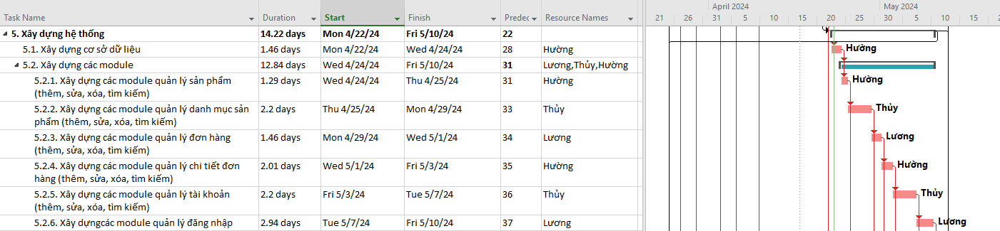 Task Name Duration Start Finish Predec Resource Names
April 2024 May 2024
21 26 31 5 10 15 20 25 30 5 10 15 2
5. Xây dựng hệ thống 14.22 days Mon 4/22/24 Fri 5/10/24 22
5.1. Xây dựng cơ sở dữ liệu 1.46 days Mon 4/22/24 Wed 4/24/24 28 Hường
Hường
5.2. Xây dựng các module 12.84 days Wed 4/24/24 Fri 5/10/24 31 Lương,Thủy,Hường
5.2.1. Xây dựng các module quản lý sản phẩm 1.29 days Wed 4/24/24 Thu 4/25/24 31 Hường
Hường
(thêm, sửa, xóa, tìm kiếm)
5.2.2. Xây dựng các module quản lý danh mục sản 2.2 days Thu 4/25/24 Mon 4/29/24 33 Thủy
Thủy
phẩm (thêm, sửa, xóa, tìm kiếm)
5.2.3. Xây dựng các module quản lý đơn hàng 1.46 days Mon 4/29/24 Wed 5/1/24 34 Lương
Lương
(thêm, sửa, xóa, tìm kiếm)
5.2.4. Xây dựng các module quản lý chi tiết đơn 2.01 days Wed 5/1/24 Fri 5/3/24 35 Hường
Hường
hàng (thêm, sửa, xóa, tìm kiếm)
5.2.5. Xây dựng các module quản lý tài khoản 2.2 days Fri 5/3/24 Tue 5/7/24 36 Thủy
Thủy
(thêm, sửa, xóa, tìm kiếm)
5.2.6. Xây dựngcác module quản lý đăng nhập 2.94 days Tue 5/7/24 Fri 5/10/24 37 Lương
Lương